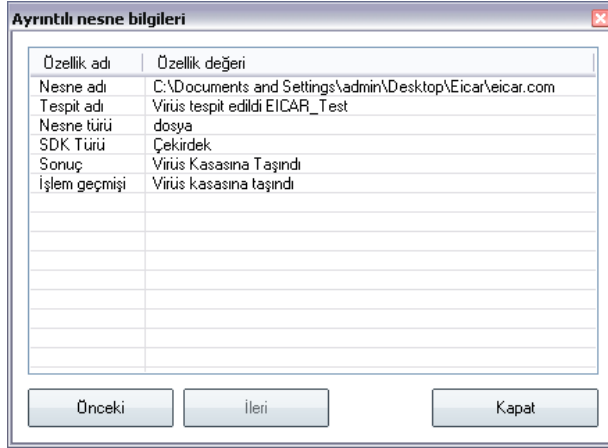 Ayrıntılı nesne bilgileri
Özellik adı Özellik değeri
Nesne adı C:\Documents and Settings\admin\Desktop\Eicar\eicar.com
Tespit adı Virüs tespit edildi EICAR_Test
Nesne türü dosya
SDK Türü Çekirdek
Sonuç Virüs Kasasına Taşındı
İşlem geçmişi Virüs kasasına taşındı
Önceki İleri Kapat